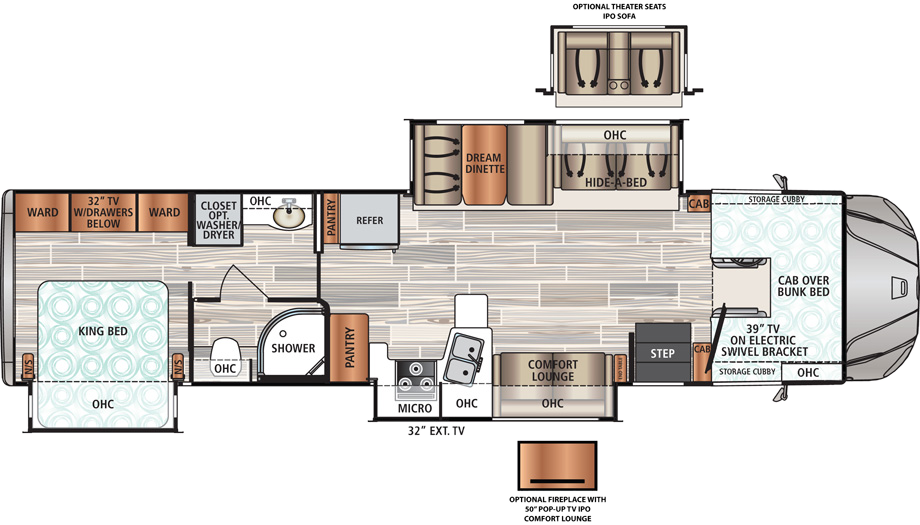 OPTIONAL THEATER SEATS
IPO SOFA
OHC
DREAM
DINETTE
HIDE-A-BED
WARD
32" TV
W/DRAWERS
BELOW
WARD
CLOSET
OPT.
WASHER/
DRYER
OHC
PANTRY
REFER
CAB
STORAGE CUBBY
CAB OVER
BUNK BED
KING BED
N/S
N/S
OHC
OHC
SHOWER
PANTRY
MICRO
OHC
COMFORT
LOUNGE
OHC
STEP
CAB
39" TV
ON ELECTRIC
SWIVEL BRACKET
STORAGE CUBBY
OHC
32" EXT. TV
OPTIONAL FIREPLACE WITH
50" POP-UP TV IPO
COMFORT LOUNGE